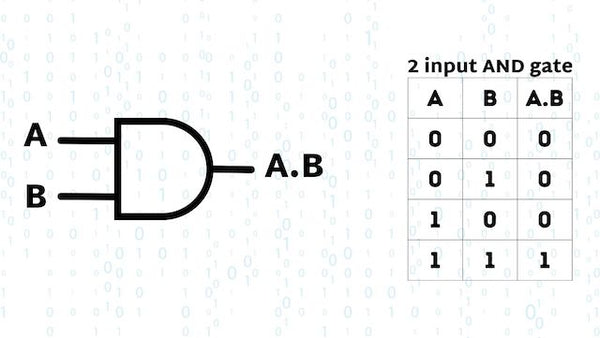 A
B
A.B
2 input AND gate
A B A.B
0 0 0
0 1 0
1 0 0
1 1 1